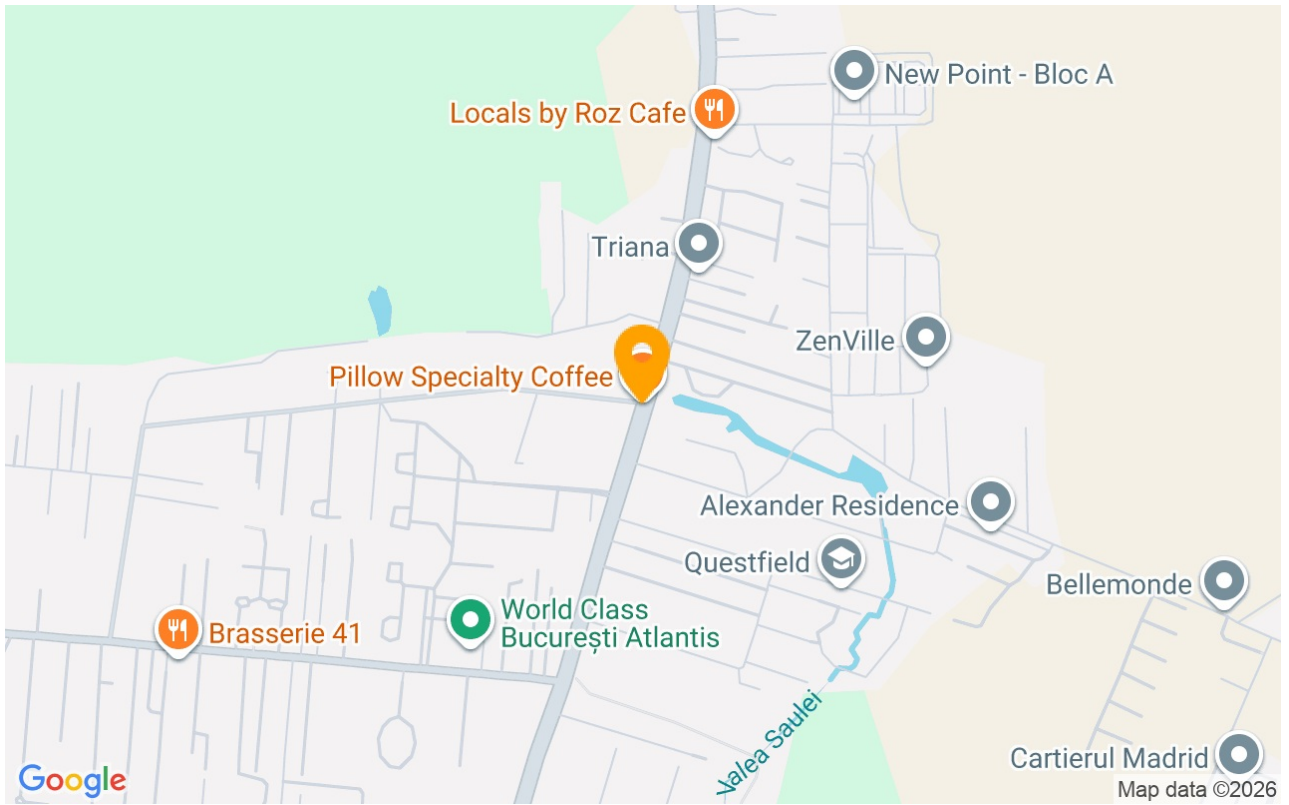 New Point - Bloc A
Locals by Roz Cafe
Triana
ZenVille
Pillow Specialty Coffee
Alexander Residence
Questfield
Bellemonde
World Class
București Atlantis
Brasserie 41
Valea Saulei
Cartierul Madrid
Google
Map data ©2026